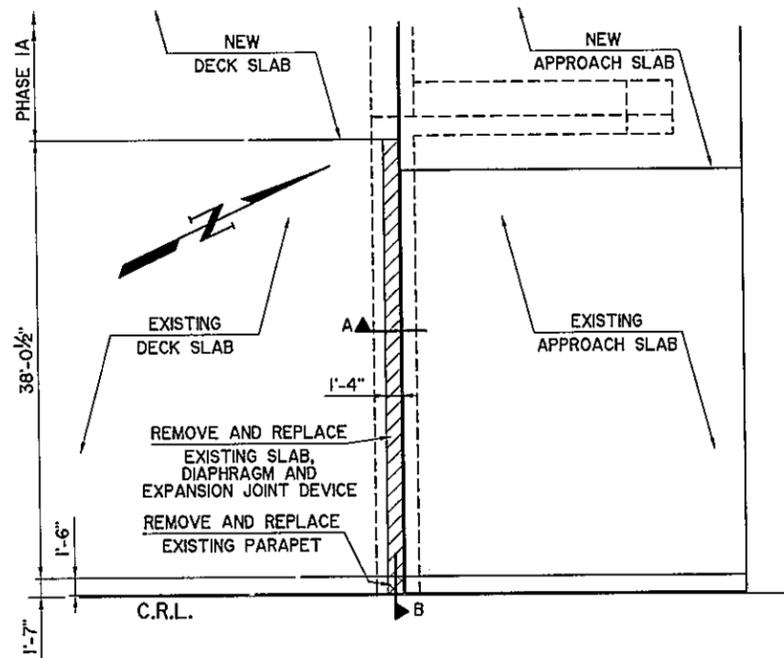 PHASE 1A
NEW
DECK SLAB
NEW
APPROACH SLAB
N
38'-0½"
EXISTING
DECK SLAB
A
EXISTING
APPROACH SLAB
1'-4"
REMOVE AND REPLACE
EXISTING SLAB,
DIAPHRAGM AND
EXPANSION JOINT DEVICE
REMOVE AND REPLACE
EXISTING PARAPET
1'-6"
1'-7"
C.R.L.
B